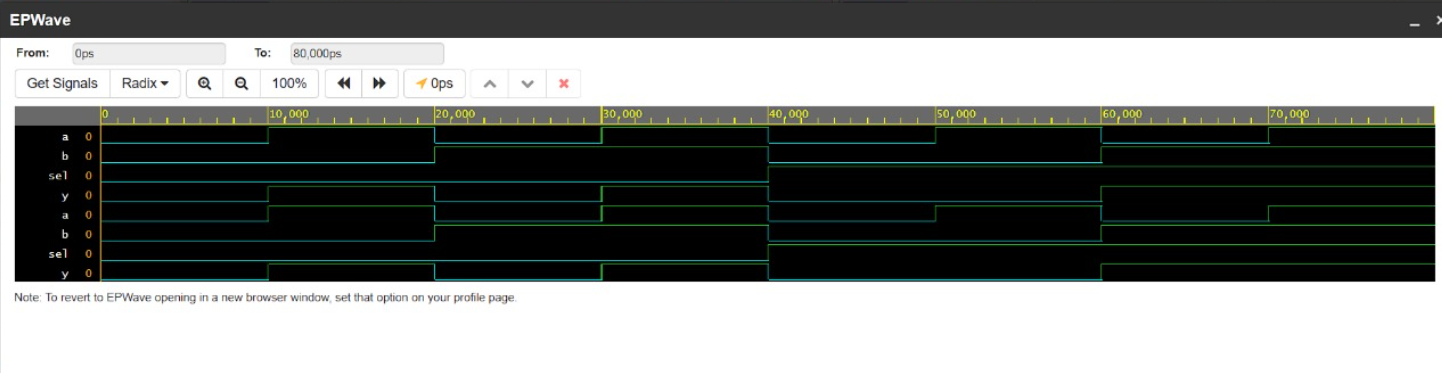 EPWave
From: 0ps To: 80,000ps
Get Signals Radix 100% 0ps
0 10,000 20,000 30,000 40,000 50,000 60,000 70,000
a 0
b 0
sel 0
y 0
a 0
b 0
sel 0
y 0
Note: To revert to EPWave opening in a new browser window, set that option on your profile page.